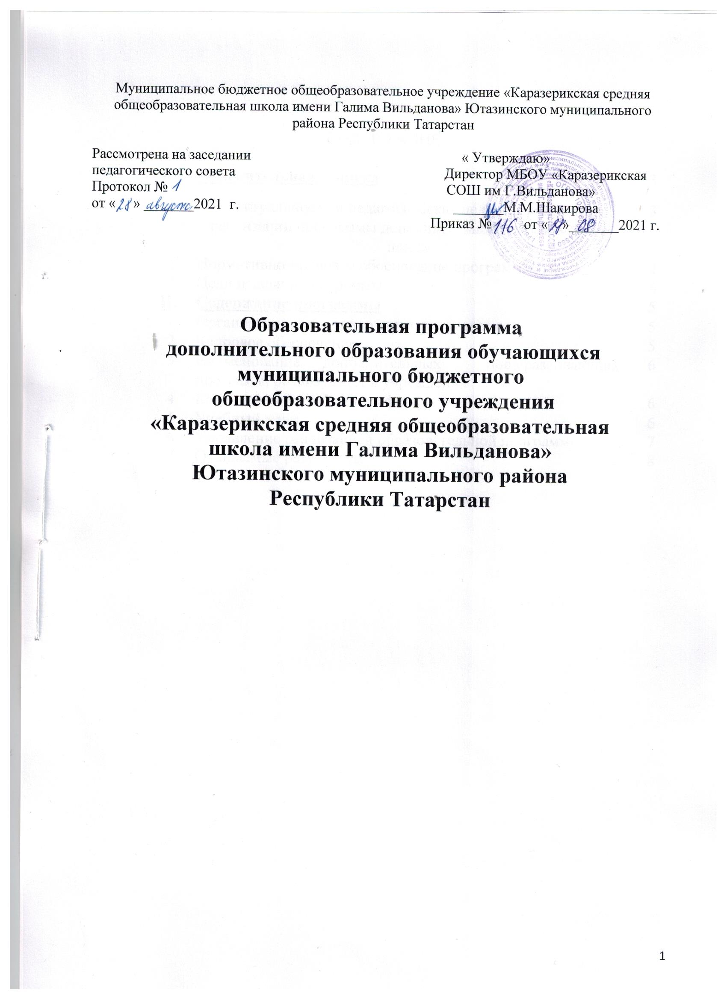 Муниципальное бюджетное общеобразовательное учреждение «Каразерикская средняя
общеобразовательная школа имени Галима Вильданова» Ютазинского муниципального
района Республики Татарстан
Рассмотрена на заседании
педагогического совета
Протокол № 1
от «28» августа 2021 г.
« Утверждаю»
Директор МБОУ «Каразерикская
СОШ им Г.Вильданова»
________М.М.Шакирова
Приказ № 116 от « » 08 2021 г.
Образовательная программа
дополнительного образования обучающихся
муниципального бюджетного
общеобразовательного учреждения
«Каразерикская средняя общеобразовательная
школа имени Галима Вильданова»
Ютазинского муниципального района
Республики Татарстан
1